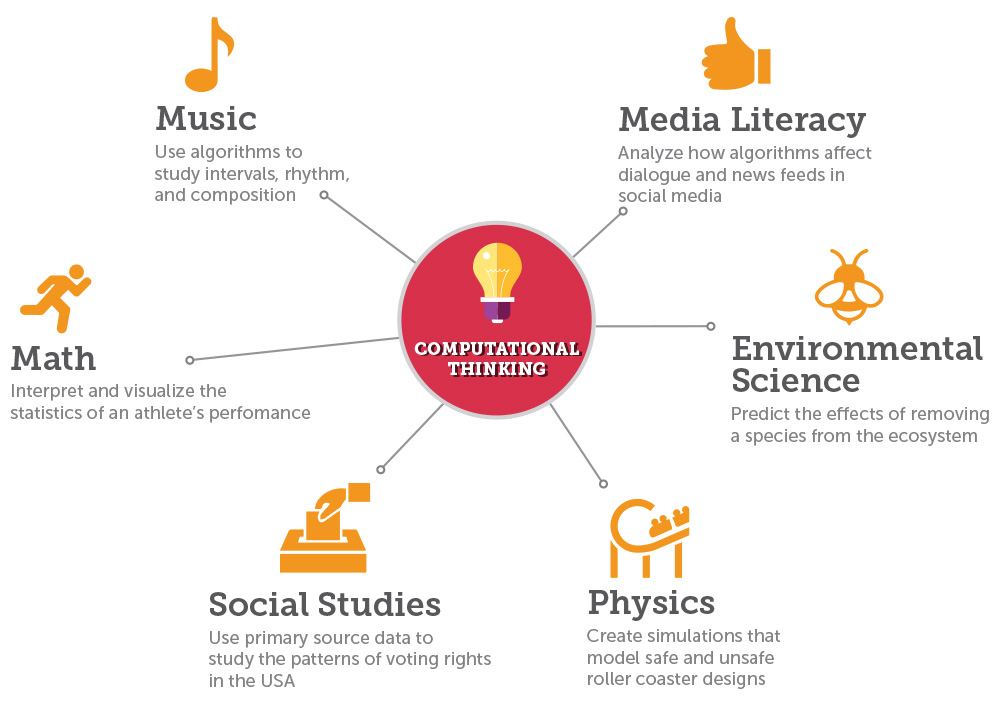 Music
Use algorithms to
study intervals, rhythm,
and composition
Media Literacy
Analyze how algorithms affect
dialogue and news feeds in
social media
Math
Interpret and visualize the
statistics of an athlete's perfomance
COMPUTATIONAL
THINKING
Environmental
Science
Predict the effects of removing
a species from the ecosystem
Social Studies
Use primary source data to
study the patterns of voting rights
in the USA
Physics
Create simulations that
model safe and unsafe
roller coaster designs